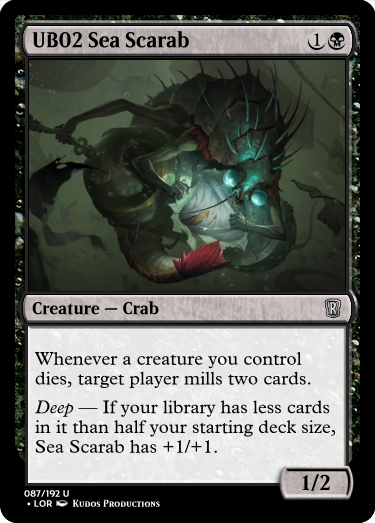 UB02 Sea Scarab
1
Creature — Crab
R
Whenever a creature you control
dies, target player mills two cards.
Deep — If your library has less cards
in it than half your starting deck size,
Sea Scarab has +1/+1.
1/2
087/192 U
• LOR Kudos Productions